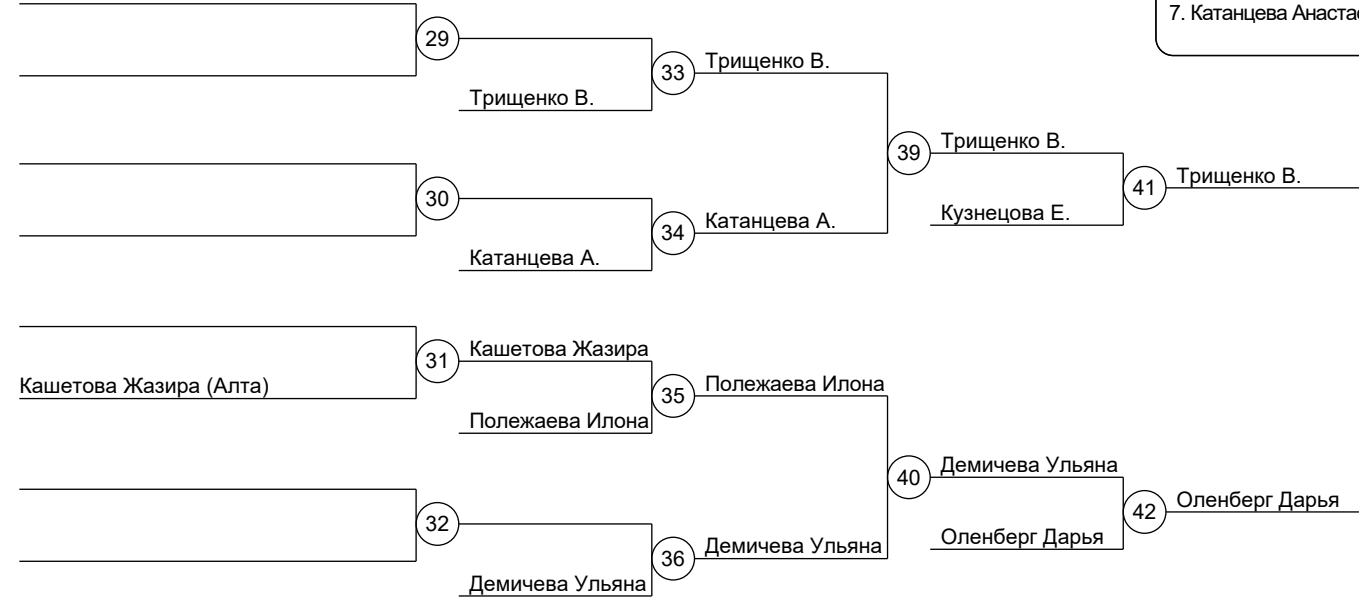 7. Катанцева
29
Трищенко В.
33
Трищенко В.
39
Трищенко В.
41
Трищенко В.
30
Кузнецова Е.
Катанцева А.
34
Катанцева А.
Кашетова Жазира (Алта)
31
Кашетова Жазира
Полежаева Илона
35
Полежаева Илона
40
Демичева Ульяна
42
Оленберг Дарья
Оленберг Дарья
32
Демичева Ульяна
36
Демичева Ульяна